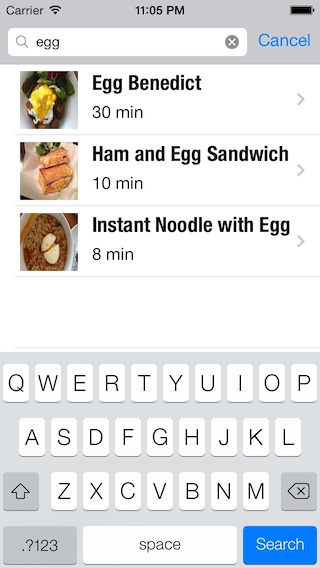 Carrier 11:05 PM
egg Cancel
Egg Benedict
30 min
Ham and Egg Sandwich
10 min
Instant Noodle with Egg
8 min
Q W E R T Y U I O P
A S D F G H J K L
Z X C V B N M
.?123 space Search